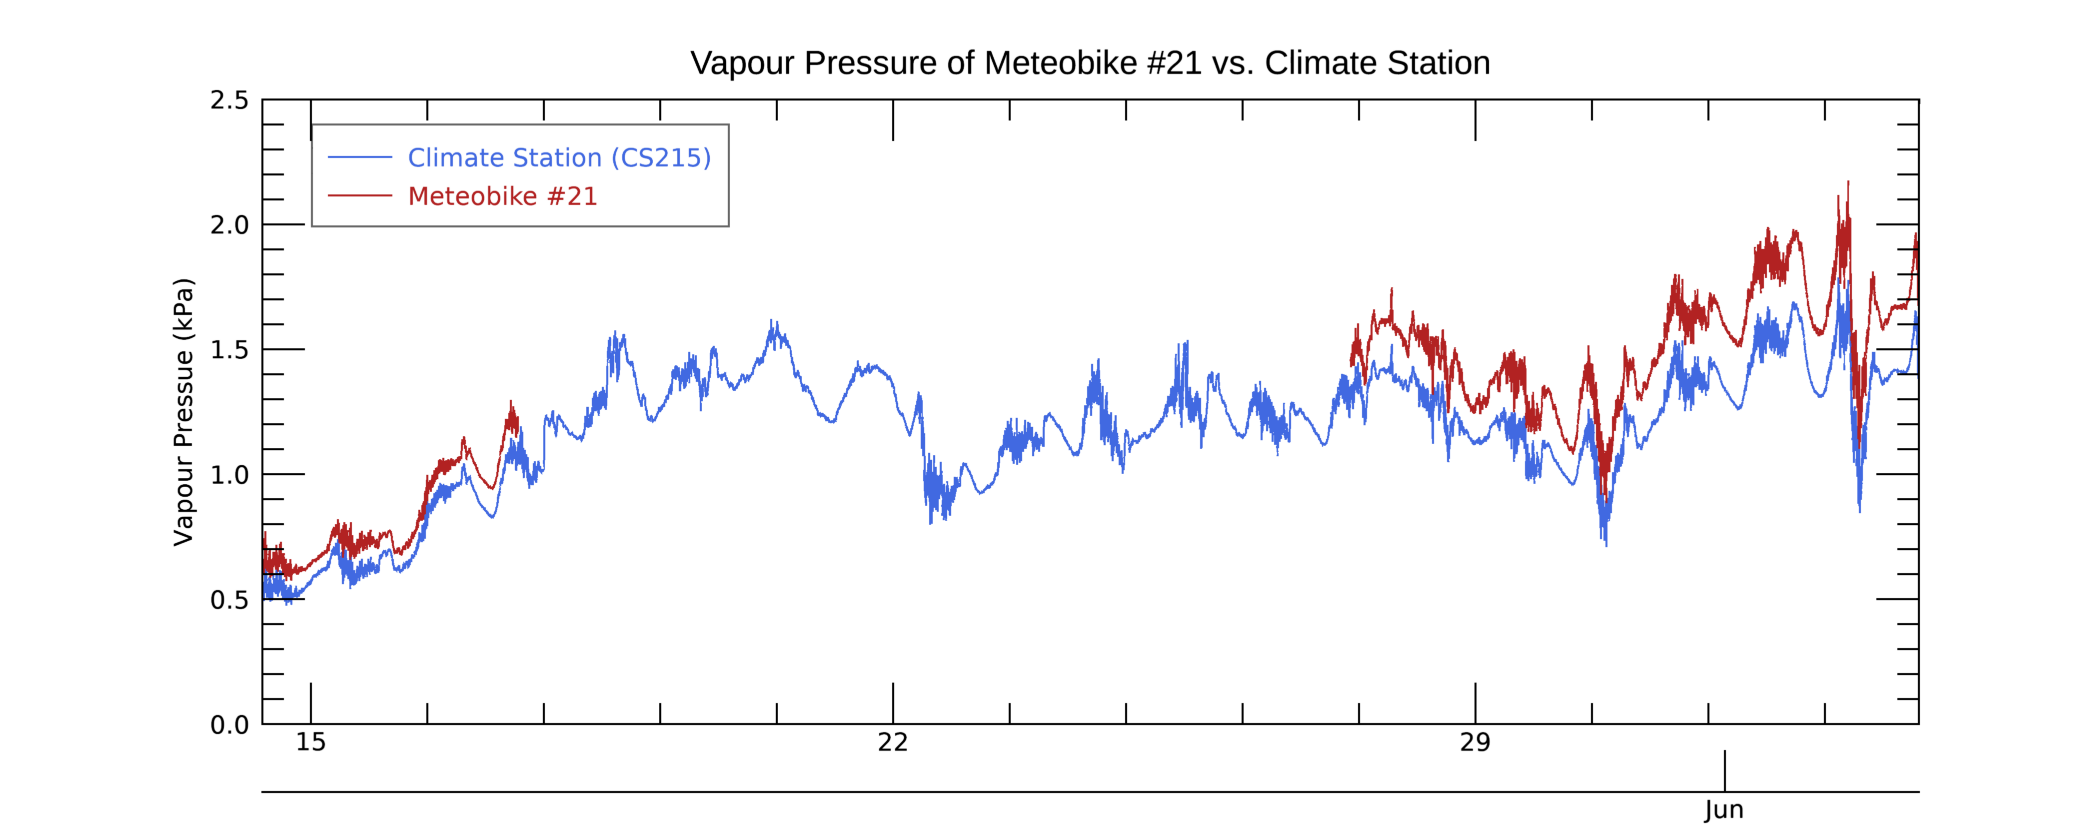 Vapour Pressure of Meteobike #21 vs. Climate Station
Climate Station (CS215)
Meteobike #21
Vapour Pressue (kPa)
2.5
2.0
1.5
1.0
0.5
0.0
15
22
29
Jun